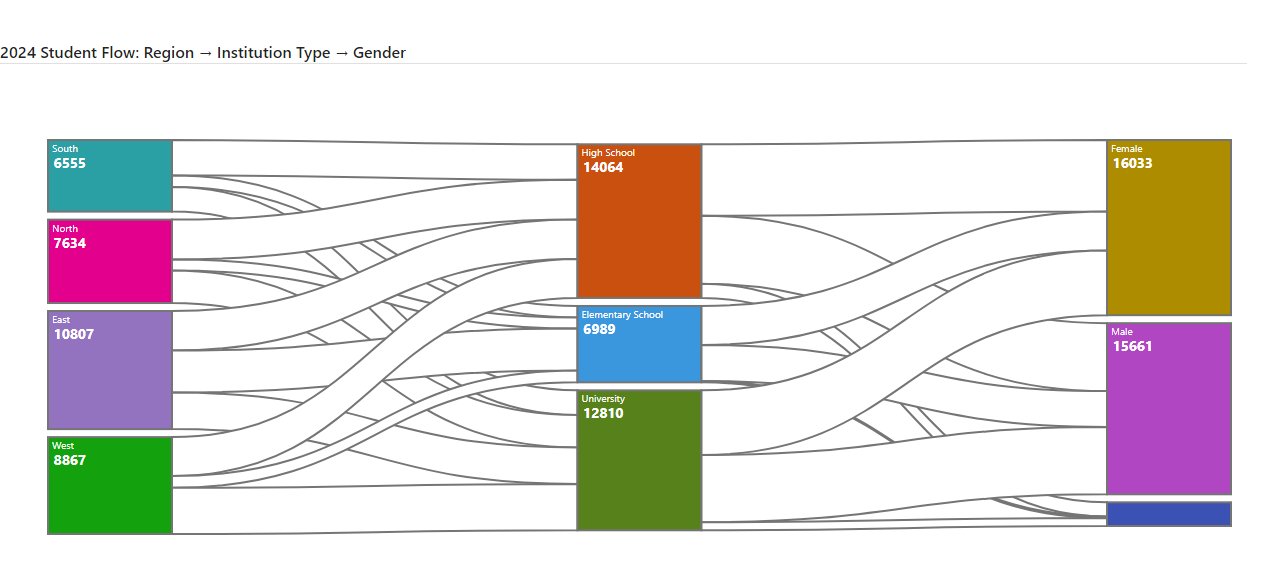 2024 Student Flow: Region → Institution Type → Gender
South
6555
North
7634
East
10807
West
8867
High School
14064
Elementary School
6989
University
12810
Female
16033
Male
15661